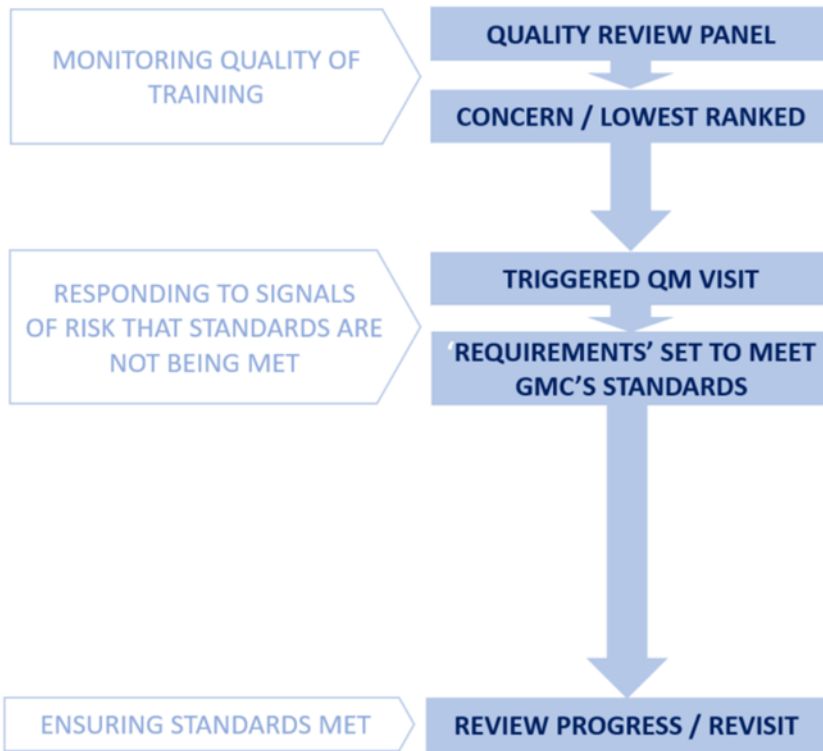 MONITORING QUALITY OF
TRAINING
QUALITY REVIEW PANEL
CONCERN / LOWEST RANKED
RESPONDING TO SIGNALS
OF RISK THAT STANDARDS ARE
NOT BEING MET
TRIGGERED QM VISIT
‘REQUIREMENTS’ SET TO MEET
GMC’S STANDARDS
ENSURING STANDARDS MET
REVIEW PROGRESS / REVISIT